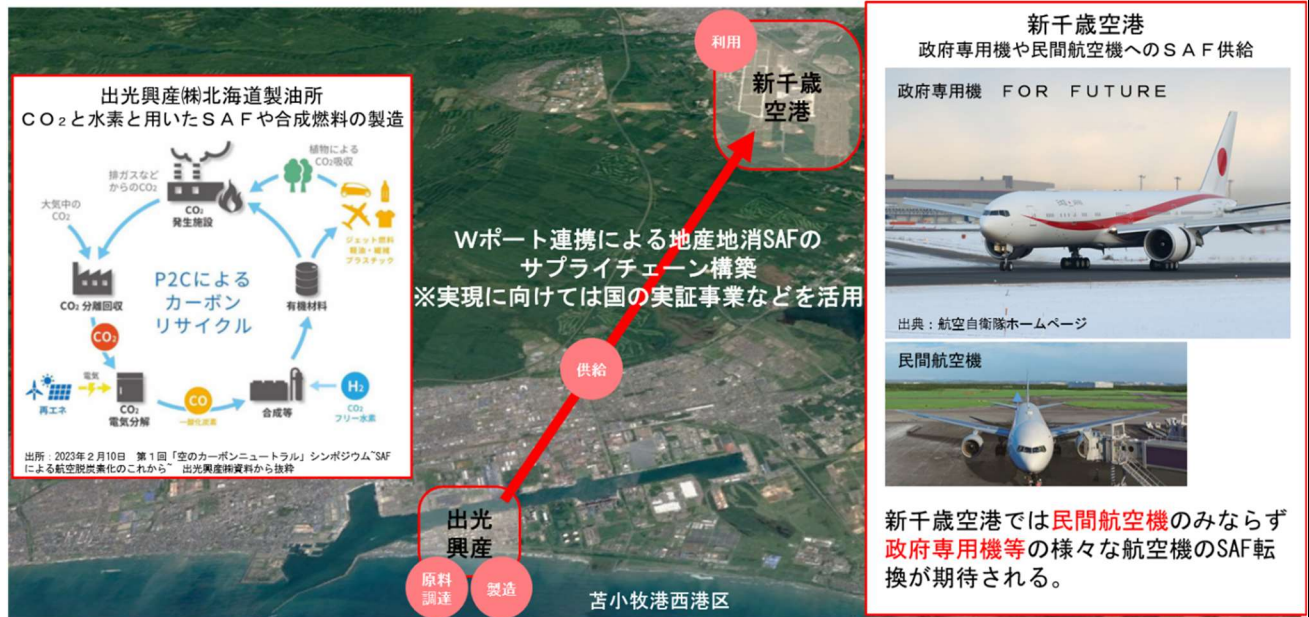 出光興産㈱北海道製油所
ＣＯ₂と水素と用いたＳＡＦや合成燃料の製造
植物による
CO₂吸収
排ガスなど
からのCO₂
大気中の
CO₂
CO₂
発生施設
ジェット燃料
軽油・繊維
プラスチック
P2Cによる
カーボン
リサイクル
CO₂ 分離回収
有機材料
CO₂
電気
再エネ
CO₂
電気分解
CO
一酸化炭素
合成等
H₂
CO₂
フリー水素
出所：2023年２月10日　第１回「空のカーボンニュートラル」シンポジウム~SAF
による航空脱炭素化のこれから~　出光興産㈱資料から抜粋
利用
新千歳
空港
Ｗポート連携による地産地消SAFの
サプライチェーン構築
※実現に向けては国の実証事業などを活用
供給
出光
興産
原料
調達
製造
苫小牧港西港区
新千歳空港
政府専用機や民間航空機へのＳＡＦ供給
政府専用機　ＦＯＲ　ＦＵＴＵＲＥ
出典：航空自衛隊ホームページ
民間航空機
新千歳空港では民間航空機のみならず
政府専用機等の様々な航空機のSAF転
換が期待される。